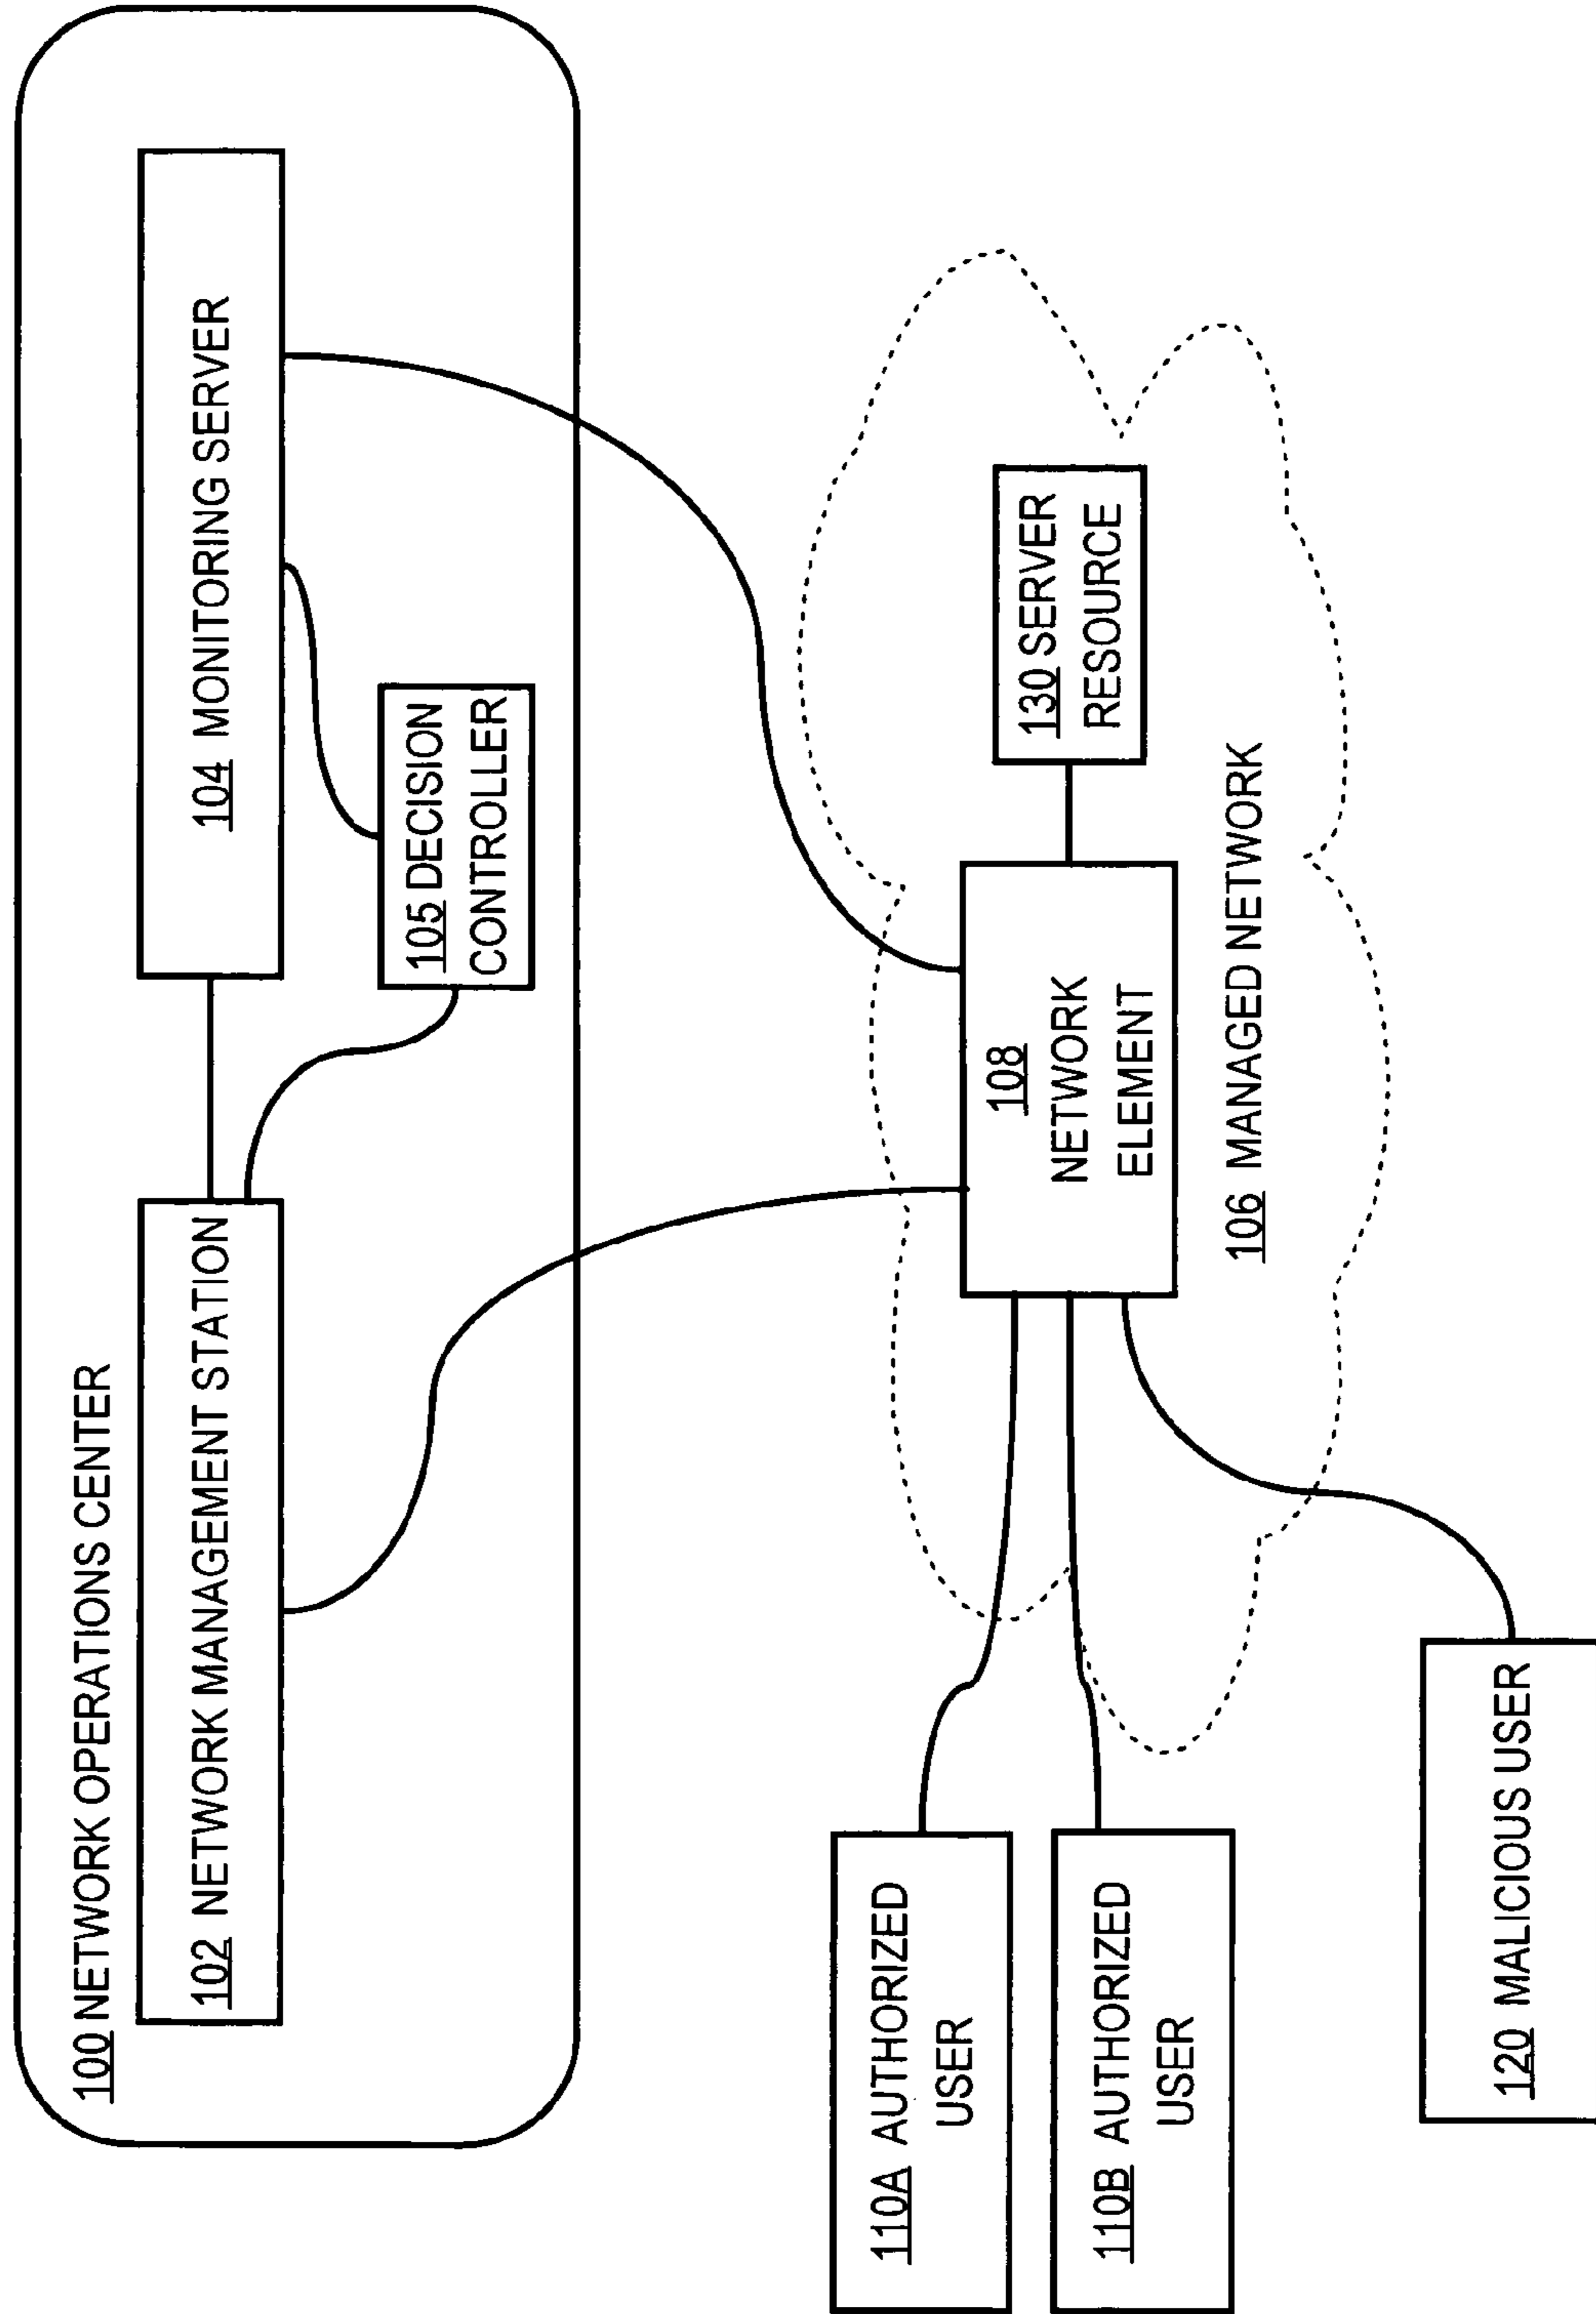 100 NETWORK OPERATIONS CENTER
102 NETWORK MANAGEMENT STATION
104 MONITORING SERVER
105 DECISION
CONTROLLER
110A AUTHORIZED
USER
110B AUTHORIZED
USER
108
NETWORK
ELEMENT
130 SERVER
RESOURCE
106 MANAGED NETWORK
120 MALICIOUS USER